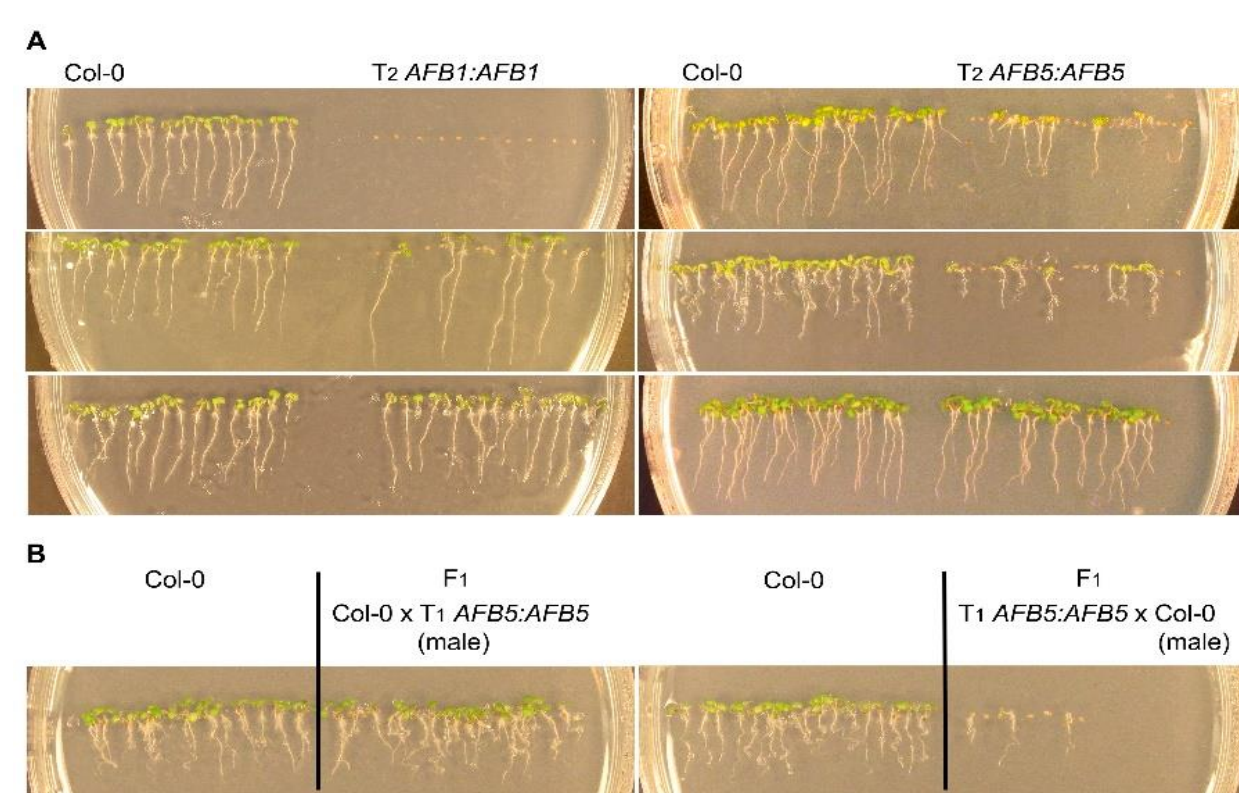 A
Col-0 T2 AFB1:AFB1 Col-0 T2 AFB5:AFB5
B
Col-0 F1 Col-0 F1
Col-0 x T1 AFB5:AFB5 T1 AFB5:AFB5 x Col-0
(male) (male)